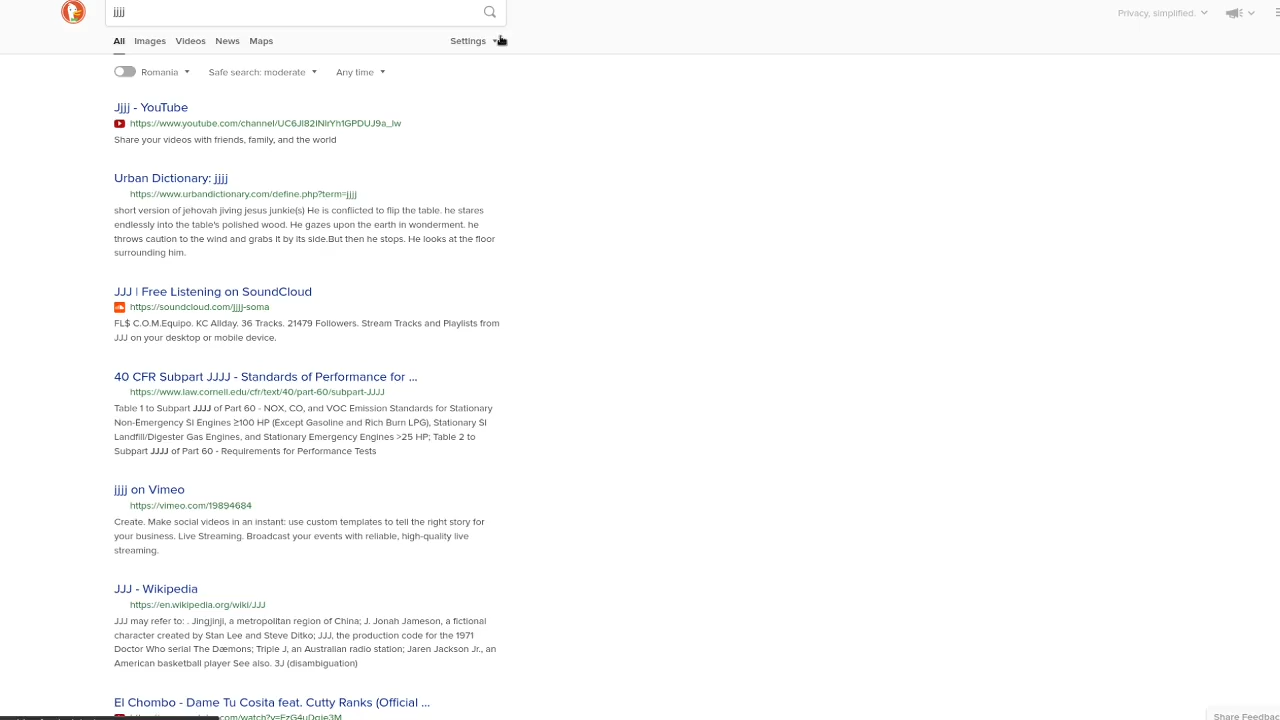 jjjj
Privacy, simplified.
All Images Videos News Maps Settings
Romania Safe search: moderate Any time
Jjjj - YouTube
Share your videos with friends, family, and the world
Urban Dictionary: jjjj
https://www.urbandictionary.com/define.php?term=jjjj
short version of jehovah jiving jesus junkie(s) He is conflicted to flip the table. he stares
endlessly into the table's polished wood. He gazes upon the earth in wonderment. he
throws caution to the wind and grabs it by its side.But then he stops. He looks at the floor
surrounding him.
JJJ | Free Listening on SoundCloud
https://soundcloud.com/jjjj-soma
FL$ C.O.M.Equipo. KC Allday. 36 Tracks. 21479 Followers. Stream Tracks and Playlists from
JJJ on your desktop or mobile device.
40 CFR Subpart JJJJ - Standards of Performance for ...
https://www.law.cornell.edu/cfr/text/40/part-60/subpart-JJJJ
Table 1 to Subpart JJJJ of Part 60 - NOX, CO, and VOC Emission Standards for Stationary
Non-Emergency SI Engines ≥100 HP (Except Gasoline and Rich Burn LPG), Stationary SI
Landfill/Digester Gas Engines, and Stationary Emergency Engines >25 HP; Table 2 to
Subpart JJJJ of Part 60 - Requirements for Performance Tests
jjjj on Vimeo
https://vimeo.com/19894684
Create. Make social videos in an instant: use custom templates to tell the right story for
your business. Live Streaming. Broadcast your events with reliable, high-quality live
streaming.
JJJ - Wikipedia
https://en.wikipedia.org/wiki/JJJ
JJJ may refer to: . Jingjinji, a metropolitan region of China; J. Jonah Jameson, a fictional
character created by Stan Lee and Steve Ditko; JJJ, the production code for the 1971
Doctor Who serial The Dæmons; Triple J, an Australian radio station; Jaren Jackson Jr., an
American basketball player See also. 3J (disambiguation)
El Chombo - Dame Tu Cosita feat. Cutty Ranks (Official ...
Share Feedbac